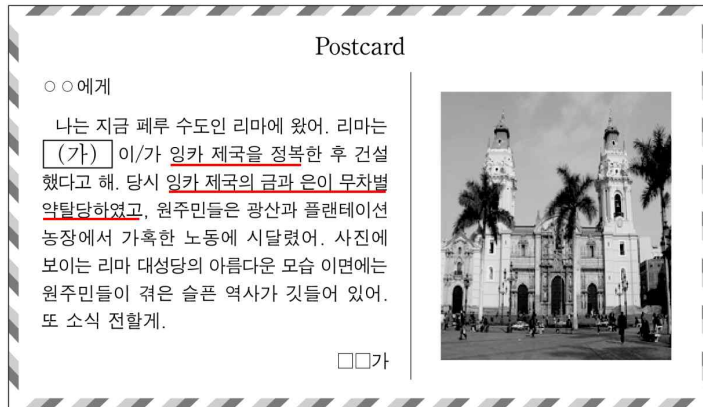 Postcard
○○에게
나는 지금 페루 수도인 리마에 왔어. 리마는
(가) 이/가 잉카 제국을 정복한 후 건설
했다고 해. 당시 잉카 제국의 금과 은이 무차별
약탈당하였고, 원주민들은 광산과 플랜테이션
농장에서 가혹한 노동에 시달렸어. 사진에
보이는 리마 대성당의 아름다운 모습 이면에는
원주민들이 겪은 슬픈 역사가 깃들어 있어.
또 소식 전할게.
□□가